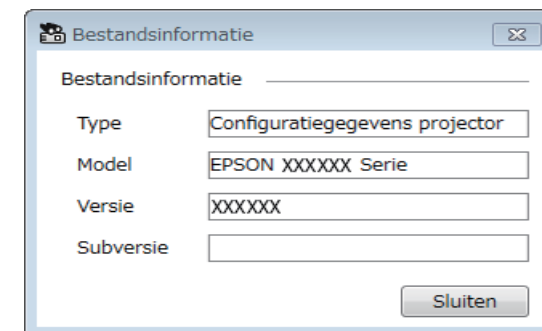 Bestandsinformatie
Bestandsinformatie
Type Configuratiegegevens projector
Model EPSON XXXXXX Serie
Versie XXXXXX
Subversie
Sluiten